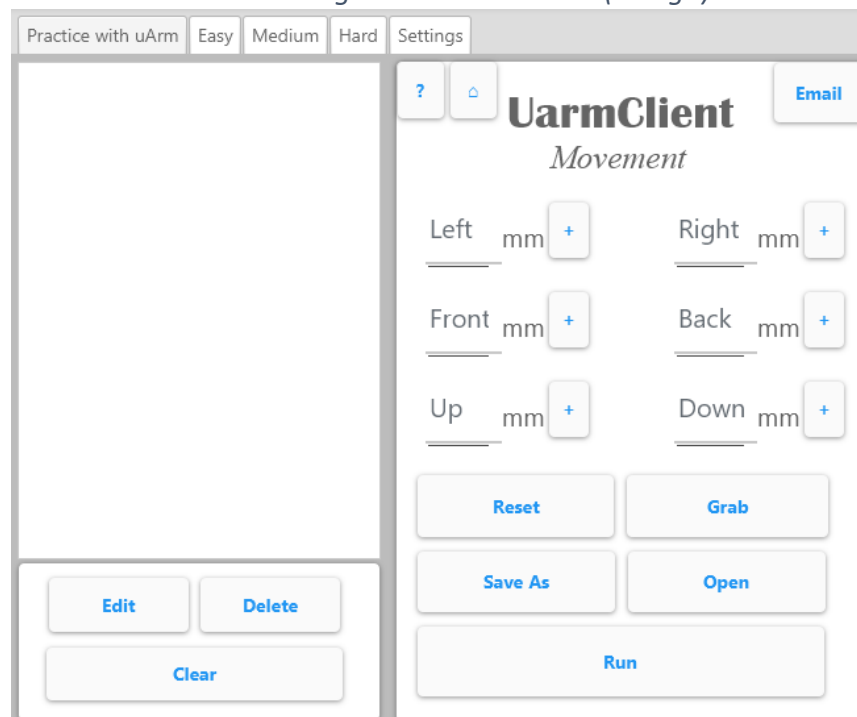 Practice with uArm Easy Medium Hard Settings
? ⌂ Email
UarmClient
Movement
Left mm + Right mm +
Front mm + Back mm +
Up mm + Down mm +
Reset Grab
Save As Open
Edit Delete
Run
Clear